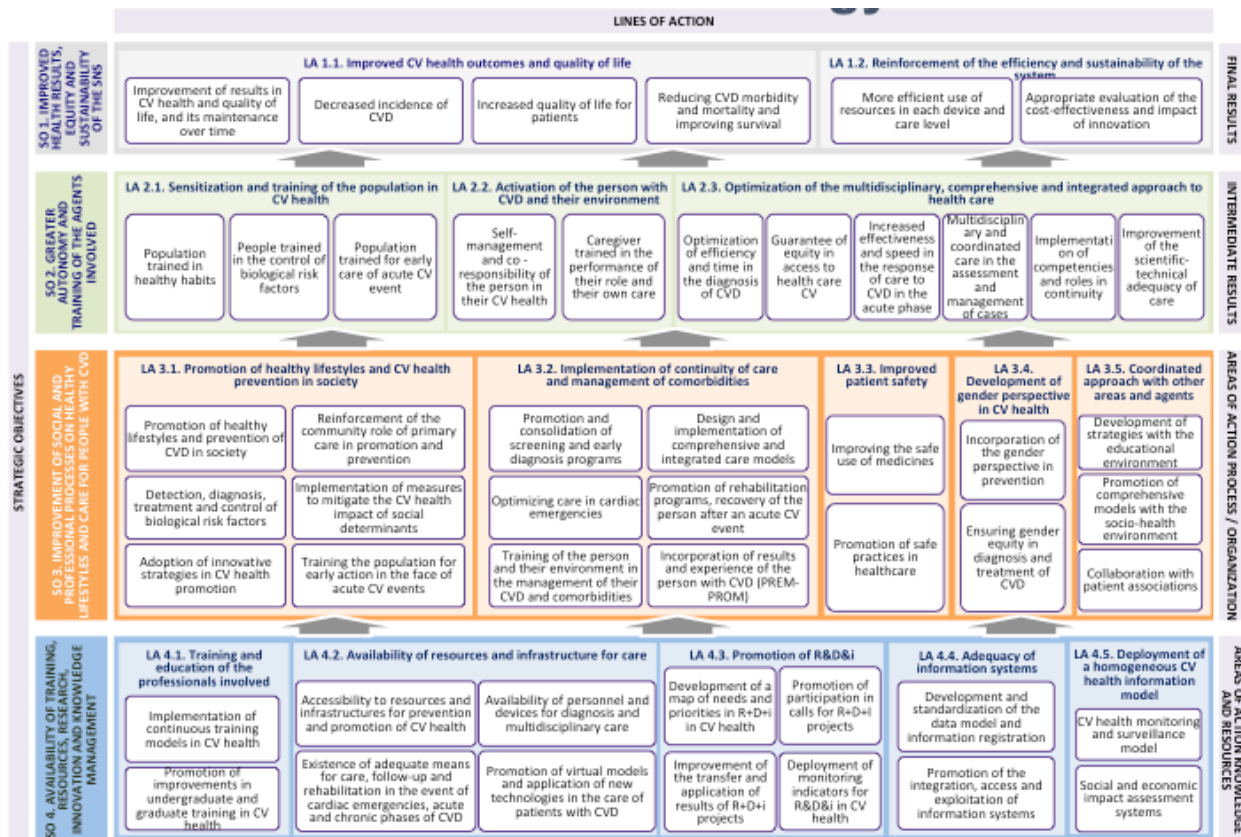 LINES OF ACTION
STRATEGIC OBJECTIVES
SO 1. IMPROVED
HEALTH RESULTS,
EQUITY AND
SUSTAINABILITY
OF THE SNS
LA 1.1. Improved CV health outcomes and quality of life
Improvement of results in
CV health and quality of
life, and its maintenance
over time
Decreased incidence of
CVD
Increased quality of life for
patients
Reducing CVD morbidity
and mortality and
improving survival
LA 1.2. Reinforcement of the efficiency and sustainability of the
system
More efficient use of
resources in each device and
care level
Appropriate evaluation of the
cost-effectiveness and impact
of innovation
FINAL RESULTS
SO 2. GREATER
AUTONOMY AND
TRAINING OF THE AGENTS
INVOLVED
LA 2.1. Sensitization and training of the population in
CV health
Population
trained in
healthy habits
People trained
in the control of
biological risk
factors
Population
trained for early
care of acute CV
event
LA 2.2. Activation of the person with
CVD and their environment
Self-
management
and co -
responsibility of
the person in
their CV health
Caregiver
trained in the
performance of
their role and
their own care
LA 2.3. Optimization of the multidisciplinary, comprehensive and integrated approach to
health care
Optimization
of efficiency
and time in
the diagnosis
of CVD
Guarantee of
equity in
access to
health care
CV
Increased
effectiveness
and speed in
the response
of care to
CVD in the
acute phase
Multidisciplin
ary and
coordinated
care in the
assessment
and
management
of cases
Implementati
on of
competencies
and roles in
continuity
Improvement
of the
scientific-
technical
adequacy of
care
INTERMEDIATE RESULTS
SO 3. IMPROVEMENT OF SOCIAL AND
PROFESSIONAL PROCESSES ON HEALTHY
LIFESTYLES AND CARE FOR PEOPLE WITH CVD
LA 3.1. Promotion of healthy lifestyles and CV health
prevention in society
Promotion of healthy
lifestyles and prevention of
CVD in society
Reinforcement of the
community role of primary
care in promotion and
prevention
Detection, diagnosis,
treatment and control of
biological risk factors
Implementation of measures
to mitigate the CV health
impact of social
determinants
Adoption of innovative
strategies in CV health
promotion
Training the population for
early action in the face of
acute CV events
LA 3.2. Implementation of continuity of care
and management of comorbidities
Promotion and
consolidation of
screening and early
diagnosis programs
Design and
implementation of
comprehensive and
integrated care models
Optimizing care in cardiac
emergencies
Promotion of rehabilitation
programs, recovery of the
person after an acute CV
event
Training of the person
and their environment in
the management of their
CVD and comorbidities
Incorporation of results
and experience of the
person with CVD (PREM-
PROM)
LA 3.3. Improved
patient safety
Improving the safe
use of medicines
Promotion of safe
practices in
healthcare
LA 3.4.
Development of
gender perspective
in CV health
Incorporation of
the gender
perspective in
prevention
Ensuring gender
equity in
diagnosis and
treatment of
CVD
LA 3.5. Coordinated
approach with other
areas and agents
Development of
strategies with the
educational
environment
Promotion of
comprehensive
models with the
socio-health
environment
Collaboration with
patient associations
AREAS OF ACTION PROCESS / ORGANIZATION
SO 4. AVAILABILITY OF TRAINING,
RESOURCES, RESEARCH,
INNOVATION AND KNOWLEDGE
MANAGEMENT
LA 4.1. Training and
education of the
professionals involved
Implementation of
continuous training
models in CV health
Promotion of
improvements in
undergraduate and
graduate training in CV
health
LA 4.2. Availability of resources and infrastructure for care
Accessibility to resources and
infrastructures for prevention
and promotion of CV health
Availability of personnel and
devices for diagnosis and
multidisciplinary care
Existence of adequate means
for care, follow-up and
rehabilitation in the event of
cardiac emergencies, acute
and chronic phases of CVD
Promotion of virtual models
and application of new
technologies in the care of
patients with CVD
LA 4.3. Promotion of R&D&i
Development of a
map of needs and
priorities in R+D+i
in CV health
Promotion of
participation in
calls for R+D+I
projects
Improvement of
the transfer and
application of
results of R+D+i
projects
Deployment of
monitoring
indicators for
R&D&i in CV
health
LA 4.4. Adequacy of
information systems
Development and
standardization of the
data model and
information registration
Promotion of the
integration, access and
exploitation of
information systems
LA 4.5. Deployment of
a homogeneous CV
health information
model
CV health monitoring
and surveillance
model
Social and economic
impact assessment
systems
AREAS OF ACTION KNOWLEDGE
AND RESOURCES